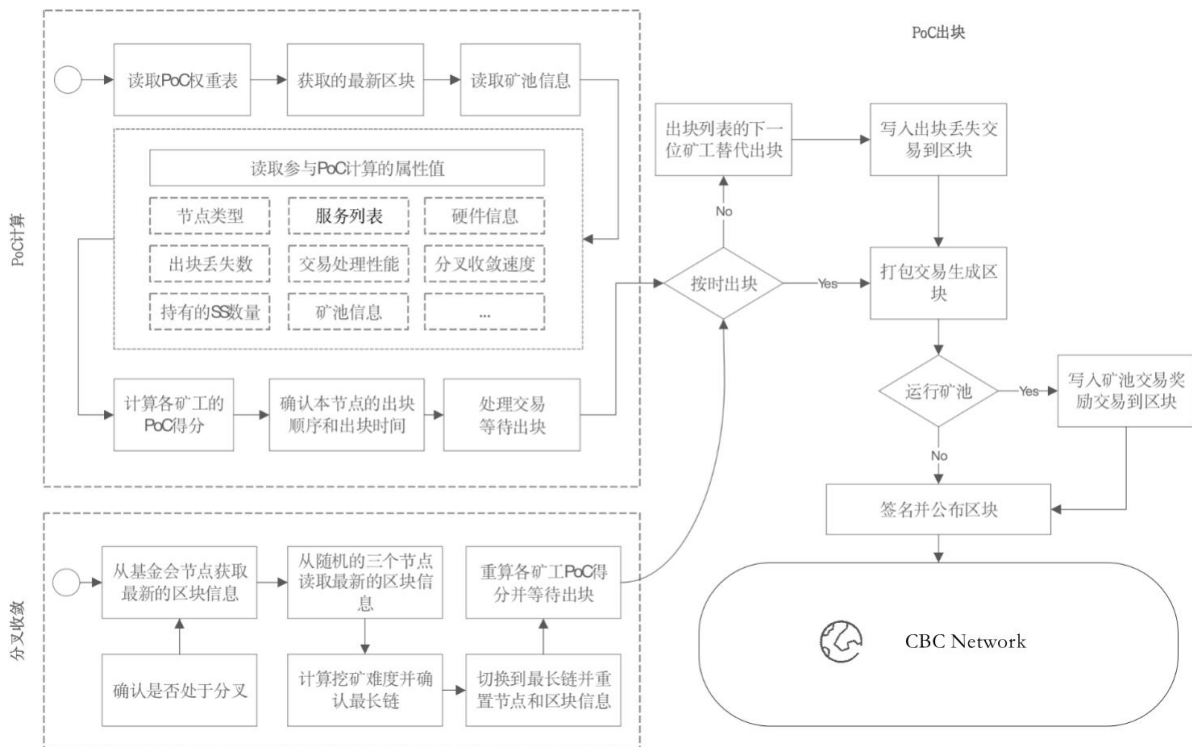 PoC出块
PoC计算
读取PoC权重表
获取的最新区块
读取矿池信息
读取参与PoC计算的属性值
节点类型
服务列表
硬件信息
出块丢失数
交易处理性能
分叉收敛速度
持有的SS数量
矿池信息
...
计算各矿工的
PoC得分
确认本节点的出块
顺序和出块时间
处理交易
等待出块
出块列表的下一
位矿工替代出块
写入出块丢失交
易到区块
No
按时出块
Yes
打包交易生成区
块
运行矿池
Yes
写入矿池交易奖
励交易到区块
No
签名并公布区块
分叉收敛
从基金会节点获取
最新的区块信息
从随机的三个节点
读取最新的区块信
息
重算各矿工PoC得
分并等待出块
确认是否处于分叉
计算挖矿难度并确
认最长链
切换到最长链并重
置节点和区块信息
CBC Network